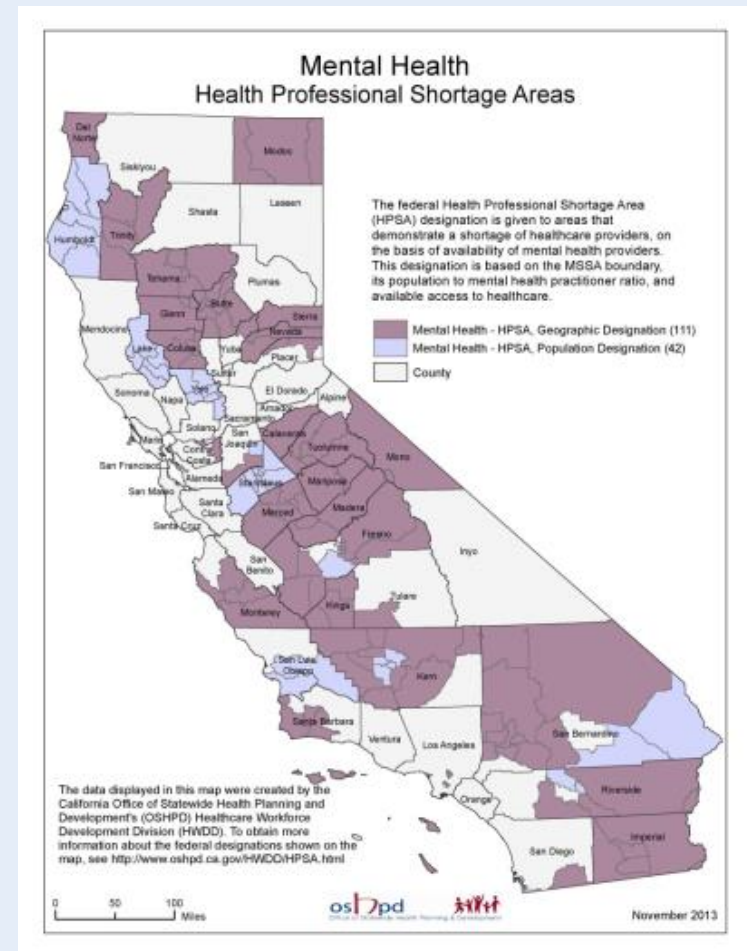 Mental Health
Health Professional Shortage Areas
Del
Norte
Siskiyou
Modoc
The federal Health Professional Shortage Area
(HPSA) designation is given to areas that
demonstrate a shortage of healthcare providers, on
the basis of availability of mental health providers.
This designation is based on the MSSA boundary,
its population to mental health practitioner ratio, and
available access to healthcare.
Mental Health - HPSA, Geographic Designation (111)
Mental Health - HPSA, Population Designation (42)
County
Shasta
Lassen
Humboldt
Trinity
Tehama
Plumas
Butte
Glenn
Sierra
Mendocino
Nevada
Lake
Colusa
Yuba
Placer
Sutter
Yolo
El Dorado
Sonoma
Napa
Alpine
Amador
Sacramento
Solano
Calaveras
Marin
San
Joaquin
Tuolumne
Contra
Costa
Mono
San Francisco
Alameda
Stanislaus
Mariposa
San Mateo
Santa
Clara
Merced
Madera
Santa Cruz
Fresno
San
Benito
Inyo
Tulare
Monterey
Kings
San Luis
Obispo
Kern
Santa Barbara
San Bernardino
Ventura
Los Angeles
Orange
Riverside
San Diego
Imperial
The data displayed in this map were created by the
California Office of Statewide Health Planning and
Development's (OSHPD) Healthcare Workforce
Development Division (HWDD). To obtain more
information about the federal designations shown on the
map, see http://www.oshpd.ca.gov/HWDD/HPSA.html
0 50 100
Miles
oshpd
Office of Statewide Health Planning & Development
November 2013